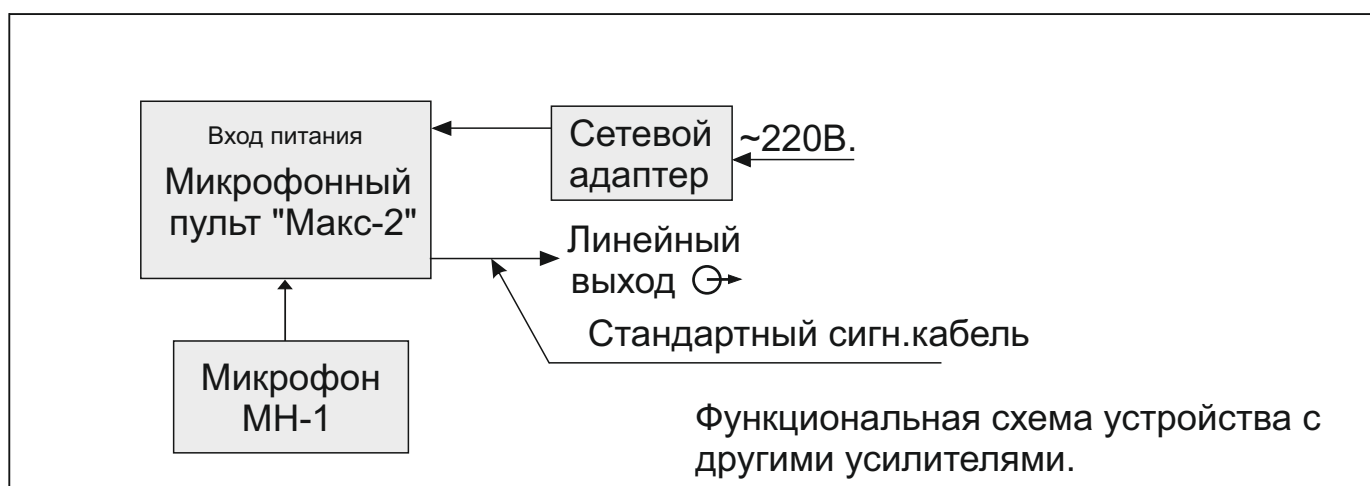 Вход питания
Микрофонный
пульт "Макс-2"
Сетевой
адаптер
~220В.
Линейный
выход
Стандартный сигн.кабель
Микрофон
МН-1
Функциональная схема устройства с
другими усилителями.